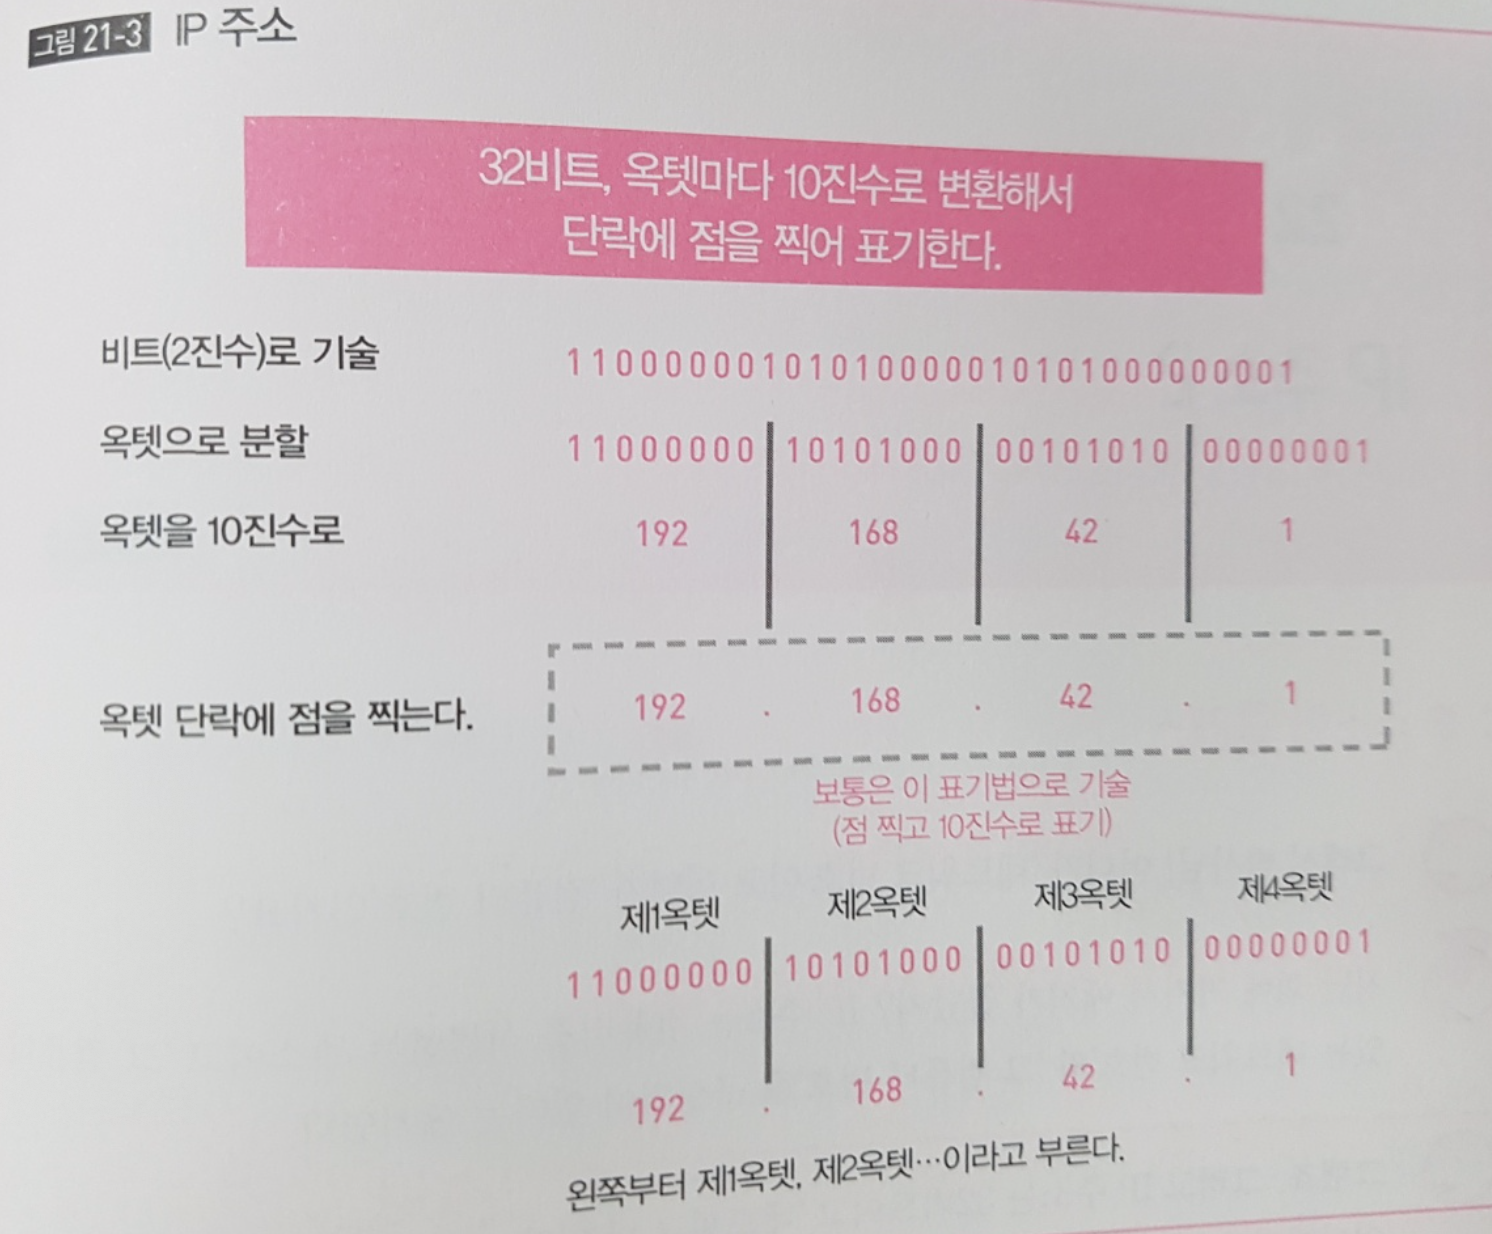 그림 21-3 IP 주소
32비트, 옥텟마다 10진수로 변환해서
단락에 점을 찍어 표기한다.
비트(2진수)로 기술 11000000101010000010101000000001
옥텟으로 분할 11000000 10101000 00101010 00000001
옥텟을 10진수로 192 168 42 1
옥텟 단락에 점을 찍는다. 192 . 168 . 42 . 1
보통은 이 표기법으로 기술
(점 찍고 10진수로 표기)
제1옥텟 제2옥텟 제3옥텟 제4옥텟
11000000 10101000 00101010 00000001
192 . 168 . 42 . 1
왼쪽부터 제1옥텟, 제2옥텟…이라고 부른다.